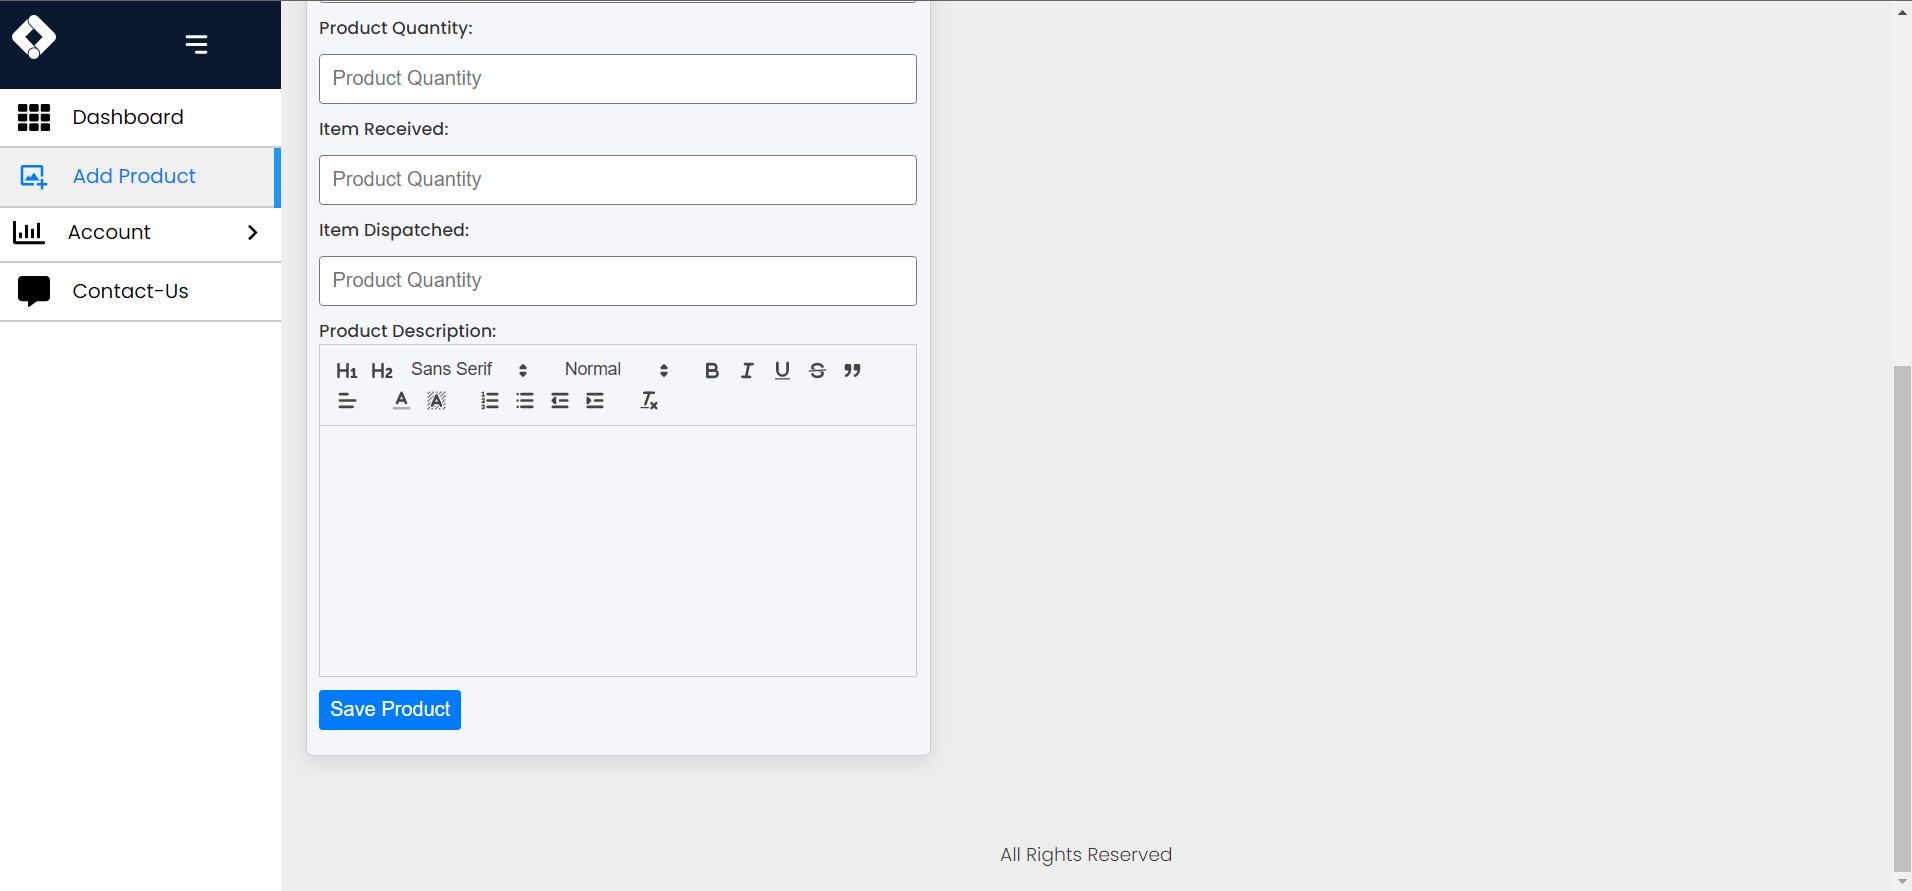 Product Quantity:
Product Quantity
Dashboard
Item Received:
Add Product
Product Quantity
Account
Item Dispatched:
Contact-Us
Product Quantity
Product Description:
H1 H2 Sans Serif Normal B I U S
A A
Save Product
All Rights Reserved